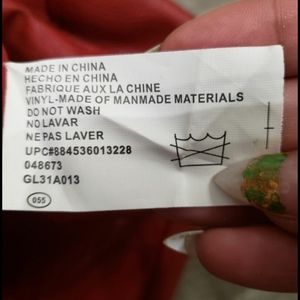 MADE IN CHINA
HECHO EN CHINA
FABRIQUE AUX LA CHINE
VINYL-MADE OF MANMADE MATERIALS
DO NOT WASH
NO LAVAR
NE PAS LAVER
UPC#884536013228
048673
GL31A013
055